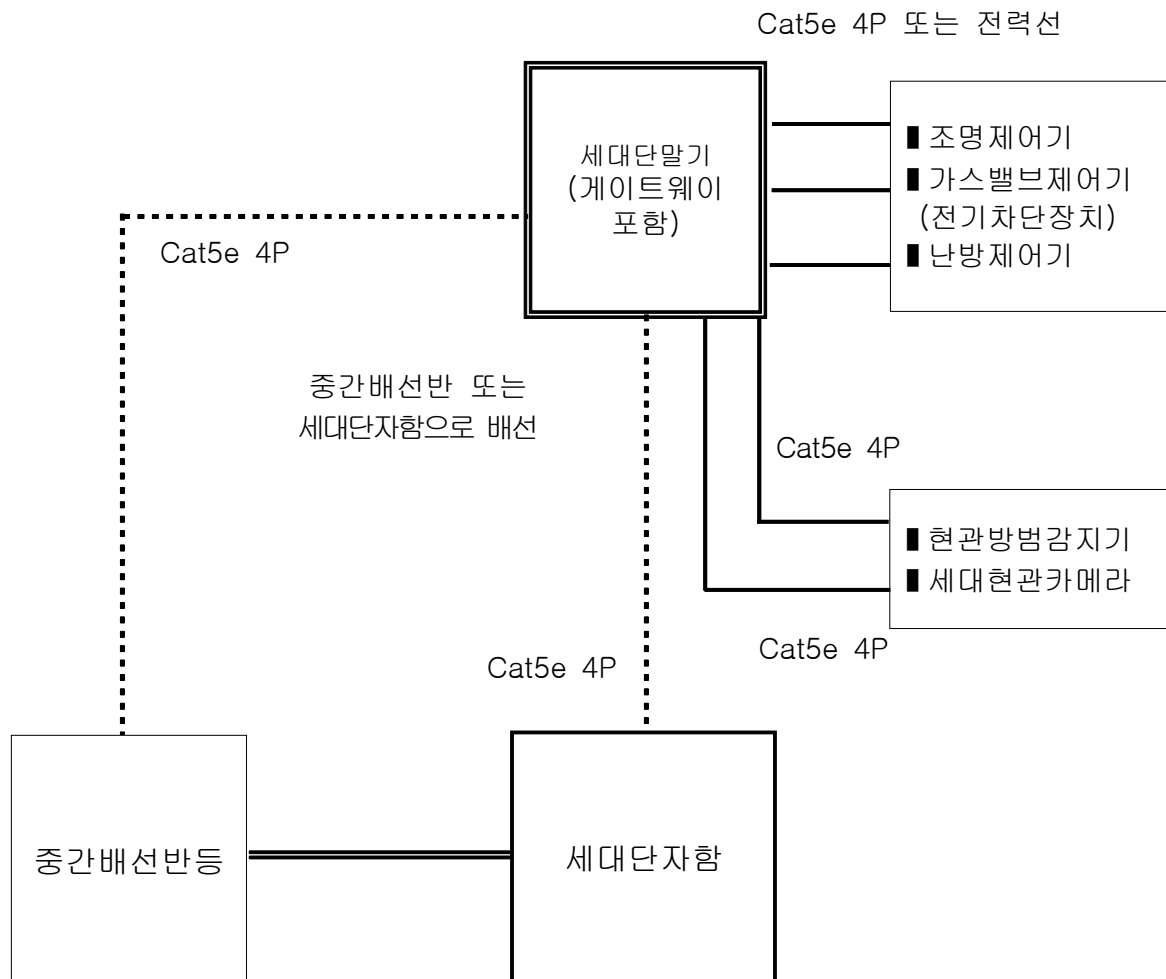 Cat5e 4P 또는 전력선
세대단말기
(게이트웨이
포함)
■ 조명제어기
■ 가스밸브제어기
(전기차단장치)
■ 난방제어기
Cat5e 4P
중간배선반 또는
세대단자함으로 배선
Cat5e 4P
■ 현관방범감지기
■ 세대현관카메라
Cat5e 4P
Cat5e 4P
중간배선반등
세대단자함